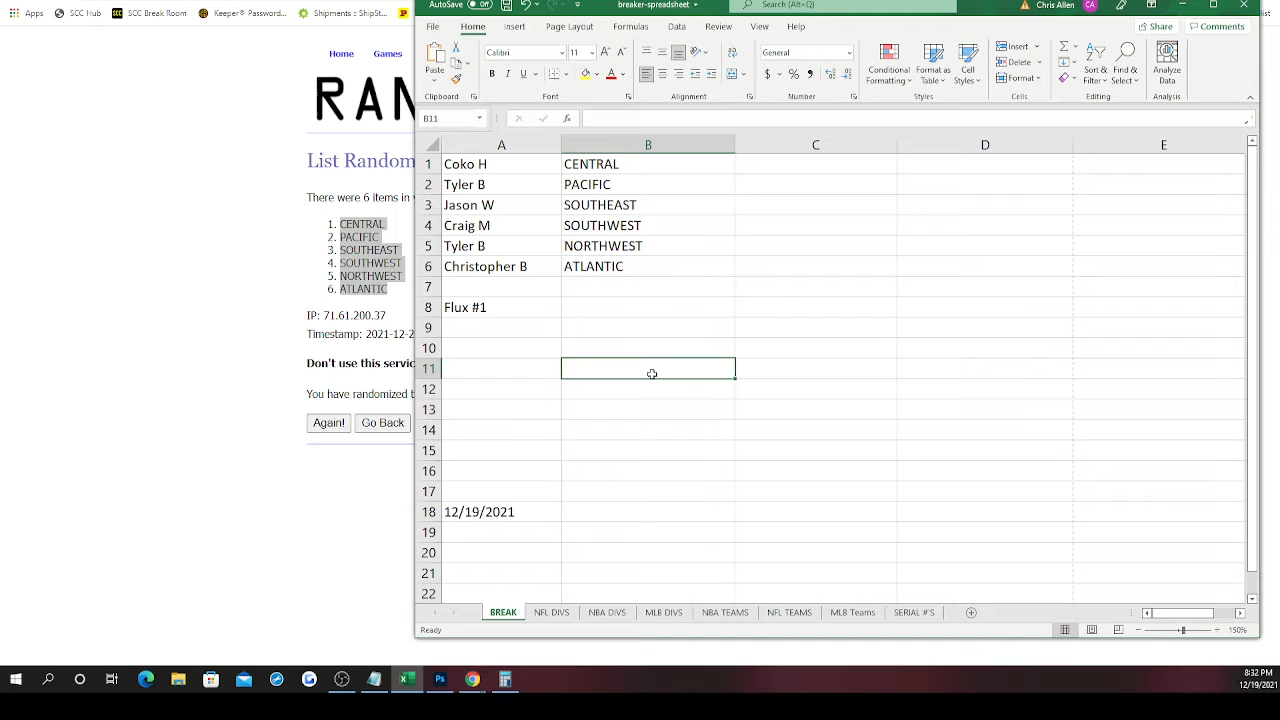 Apps SCC Hub SCC Break Room Keeper® Password... Shipments :: ShipSt... list
AutoSave Off breaker-spreadsheet Search (Alt+Q) Chris Allen CA
File Home Insert Page Layout Formulas Data Review View Help Share Comments
Home Games
Paste Calibri 11 General Conditional Formatting Format as Table Cell Styles Insert Delete Format Sort & Filter Find & Select Analyze Data
Clipboard Font Alignment Number Styles Cells Editing Analysis
RAN
B11 fx
A B C D E
List Random
There were 6 items in
1. CENTRAL
2. PACIFIC
3. SOUTHEAST
4. SOUTHWEST
5. NORTHWEST
6. ATLANTIC
IP: 71.61.200.37
Timestamp: 2021-12-2
Don't use this servic
You have randomized t
Again! Go Back
1 Coko H CENTRAL
2 Tyler B PACIFIC
3 Jason W SOUTHEAST
4 Craig M SOUTHWEST
5 Tyler B NORTHWEST
6 Christopher B ATLANTIC
7
8 Flux #1
9
10
11
12
13
14
15
16
17
18 12/19/2021
19
20
21
22
BREAK NFL DIVS NBA DIVS MLB DIVS NBA TEAMS NFL TEAMS MLB Teams SERIAL #'S
Ready 150%
8:32 PM
12/19/2021